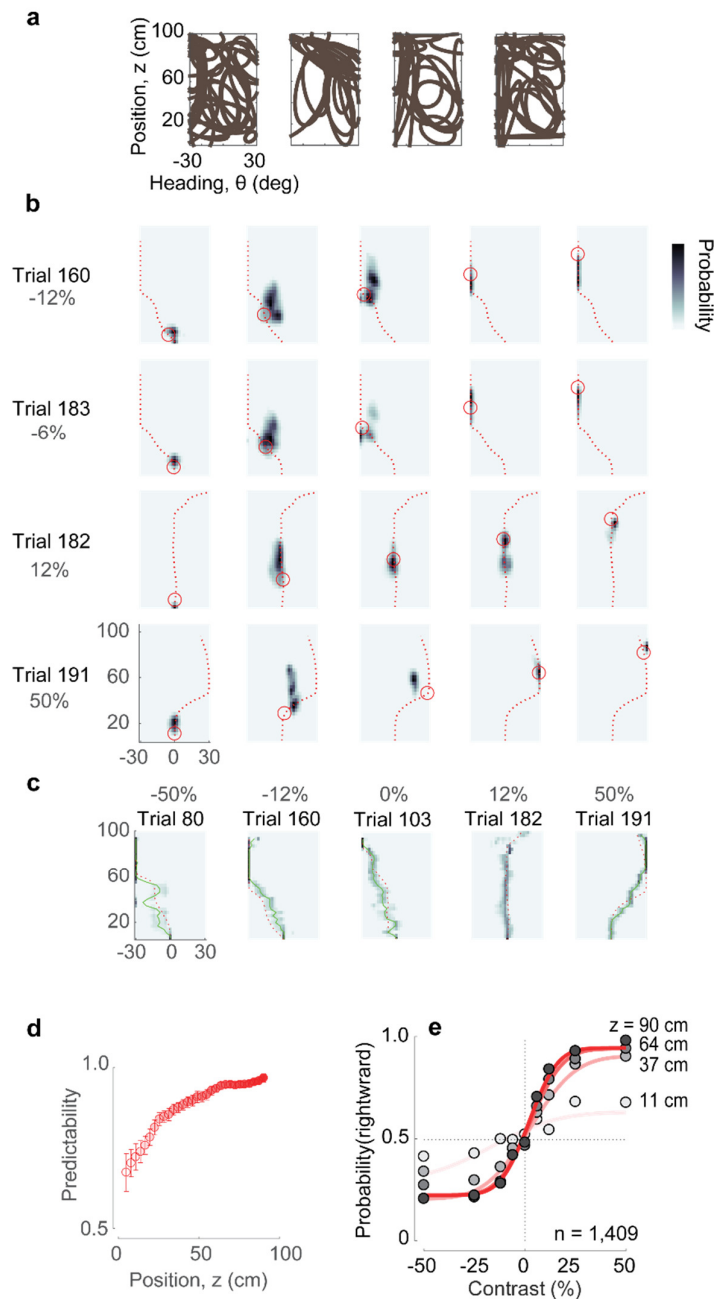 a
Position, z (cm)
100
60
20
-30 30
Heading, θ (deg)
b
Trial 160
-12%
Probability
Trial 183
-6%
Trial 182
12%
Trial 191
50%
100
60
20
-30 0 30
c
-50% -12% 0% 12% 50%
Trial 80 Trial 160 Trial 103 Trial 182 Trial 191
100
60
20
-30 0 30
d
Predictability
1.0
0.5
0 50 100
Position, z (cm)
e
Probability(rightwrard)
1.0
0.5
0
z = 90 cm
64 cm
37 cm
11 cm
n = 1,409
-50 -25 0 25 50
Contrast (%)